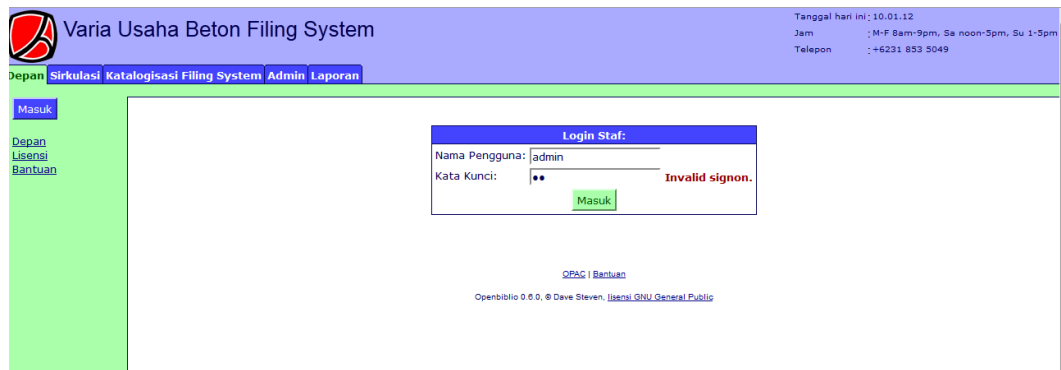 Varia Usaha Beton Filing System
Tanggal hari ini: 10.01.12
Jam : M-F 8am-9pm, Sa noon-5pm, Su 1-5pm
Telepon : +6231 853 5049
Depan Sirkulasi Katalogisasi Filing System Admin Laporan
Masuk
Depan
Lisensi
Bantuan
Login Staf:
Nama Pengguna: admin
Kata Kunci: •• Invalid signon.
Masuk
OPAC | Bantuan
Openbiblio 0.6.0, © Dave Steven, lisensi GNU General Public